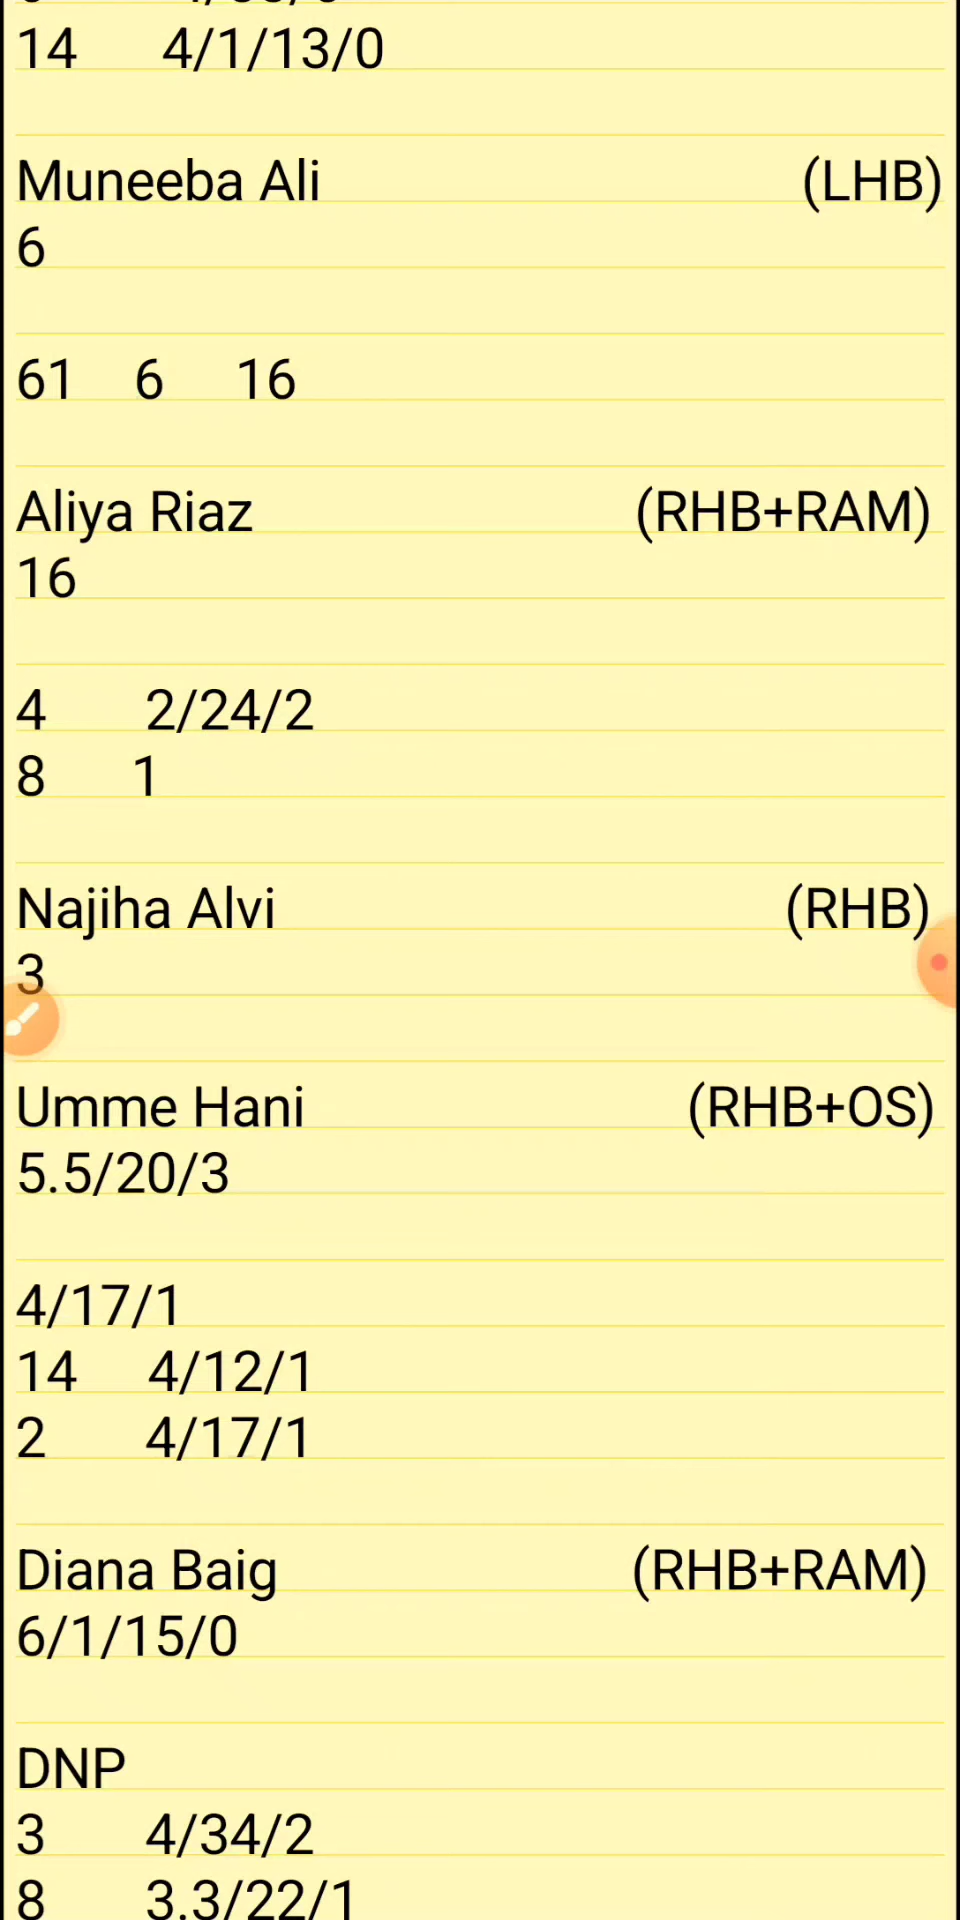 14 4/1/13/0
Muneeba Ali (LHB)
6
61 6 16
Aliya Riaz (RHB+RAM)
16
4 2/24/2
8 1
Najiha Alvi (RHB)
3
Umme Hani (RHB+OS)
5.5/20/3
4/17/1
14 4/12/1
2 4/17/1
Diana Baig (RHB+RAM)
6/1/15/0
DNP
3 4/34/2
8 3.3/22/1